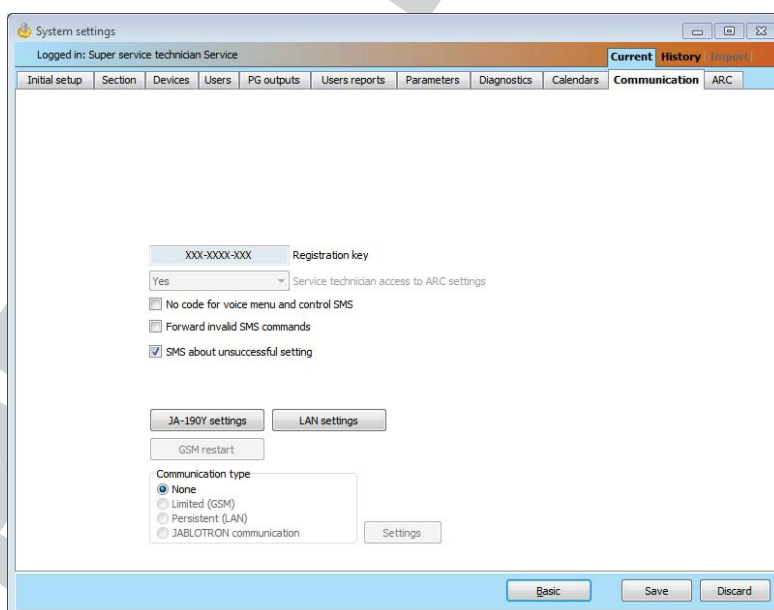 System settings
Logged in: Super service technician Service
Current History Import
Initial setup Section Devices Users PG outputs Users reports Parameters Diagnostics Calendars Communication ARC
XXX-XXXX-XXX Registration key
Yes Service technician access to ARC settings
No code for voice menu and control SMS
Forward invalid SMS commands
SMS about unsuccessful setting
JA-190Y settings LAN settings
GSM restart
Communication type
None
Limited (GSM)
Persistent (LAN)
JABLOTRON communication Settings
Basic Save Discard